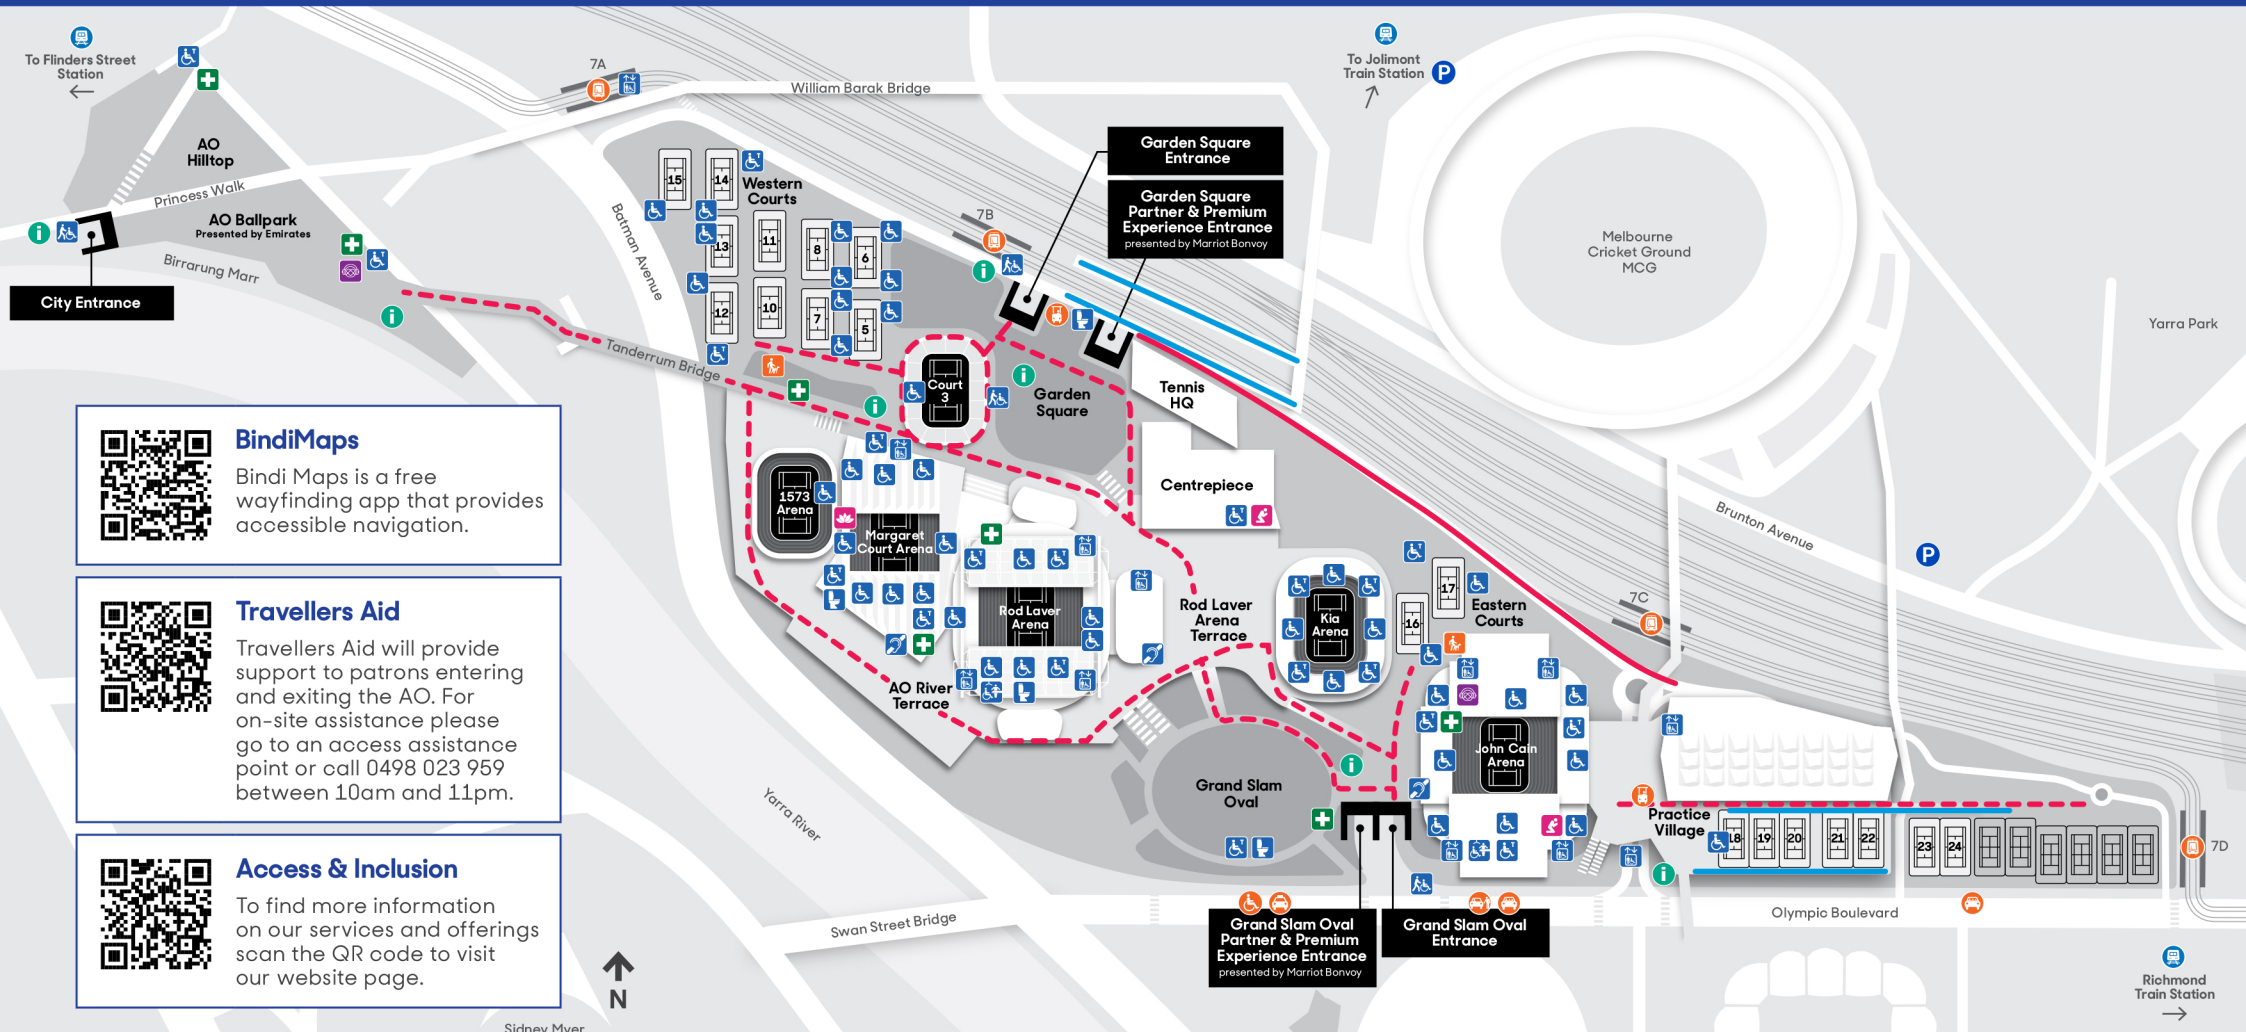 To Flinders Street
Station
7A
William Barak Bridge
To Jolimont
Train Station
P
AO
Hilltop
Princess Walk
AO Ballpark
Presented by Emirates
Birrarung Marr
City Entrance
Batman Avenue
Tanderrum Bridge
Western
Courts
15
14
13
12
11
10
8
7
6
5
7B
Garden Square
Entrance
Garden Square
Partner & Premium
Experience Entrance
presented by Marriot Bonvoy
Melbourne
Cricket Ground
MCG
Yarra Park
Court
3
Garden
Square
Tennis
HQ
Centrepiece
1573
Arena
Margaret
Court Arena
Rod Laver
Arena
Rod Laver
Arena
Terrace
AO River
Terrace
Kia
Arena
17
16
Eastern
Courts
Brunton Avenue
P
7C
John Cain
Arena
Grand Slam
Oval
Practice
Village
18
19
20
21
22
23
24
7D
Olympic Boulevard
Grand Slam Oval
Partner & Premium
Experience Entrance
presented by Marriot Bonvoy
Grand Slam Oval
Entrance
Richmond
Train Station
Yarra River
Swan Street Bridge
N
Sidney Myer
BindiMaps
Bindi Maps is a free
wayfinding app that provides
accessible navigation.
Travellers Aid
Travellers Aid will provide
support to patrons entering
and exiting the AO. For
on-site assistance please
go to an access assistance
point or call 0498 023 959
between 10am and 11pm.
Access & Inclusion
To find more information
on our services and offerings
scan the QR code to visit
our website page.